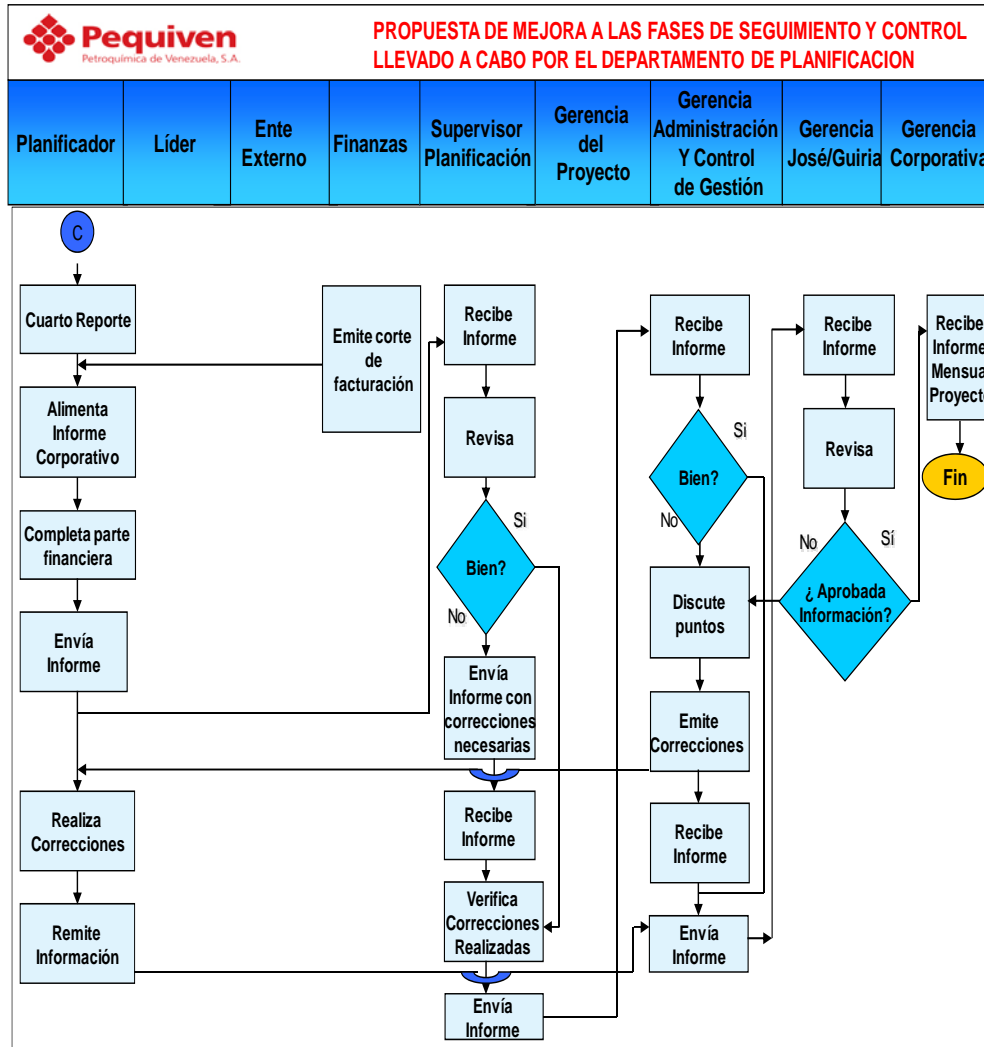 Pequiven
Petroquímica de Venezuela, S.A.
PROPUESTA DE MEJORA A LAS FASES DE SEGUIMIENTO Y CONTROL
LLEVADO A CABO POR EL DEPARTAMENTO DE PLANIFICACION
Planificador
Líder
Ente
Externo
Finanzas
Supervisor
Planificación
Gerencia
del
Proyecto
Gerencia
Administración
Y Control
de Gestión
Gerencia
José/Guiria
Gerencia
Corporativa
C
Cuarto Reporte
Alimenta
Informe
Corporativo
Completa parte
financiera
Envía
Informe
Realiza
Correcciones
Remite
Información
Emite corte
de
facturación
Recibe
Informe
Revisa
Bien?
Si
No
Envía
Informe con
correcciones
necesarias
Recibe
Informe
Verifica
Correcciones
Realizadas
Envía
Informe
Recibe
Informe
Bien?
Si
No
Discute
puntos
Emite
Correcciones
Recibe
Informe
Envía
Informe
Recibe
Informe
Revisa
No
Sí
¿ Aprobada
Información?
Recibe
Informe
Mensua
Proyecto
Fin